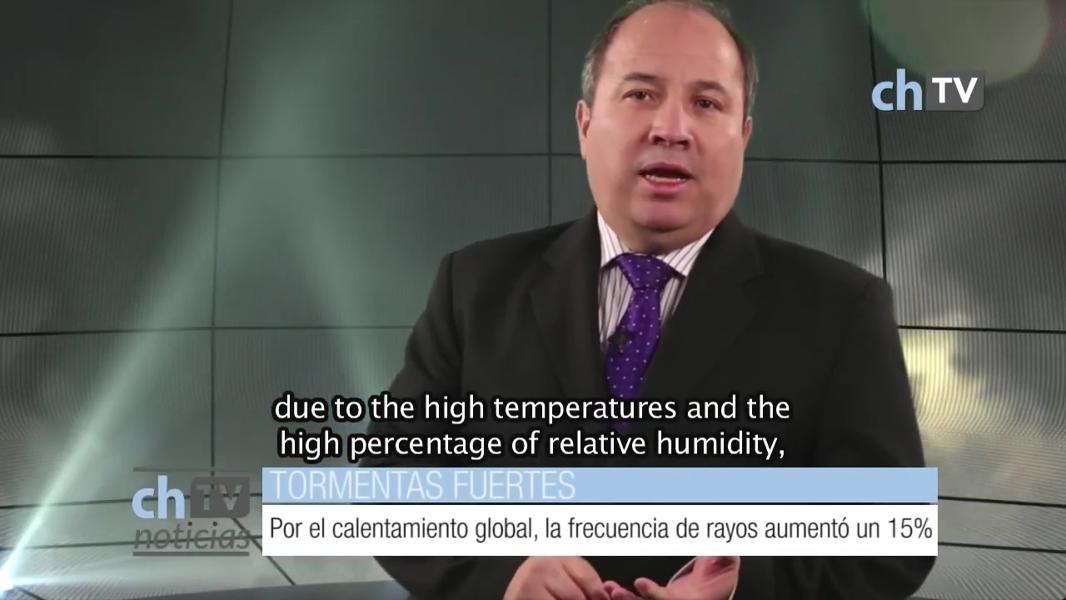 ch TV
due to the high temperatures and the
high percentage of relative humidity,
ch TV
noticias
TORMENTAS FUERTES
Por el calentamiento global, la frecuencia de rayos aumentó un 15%